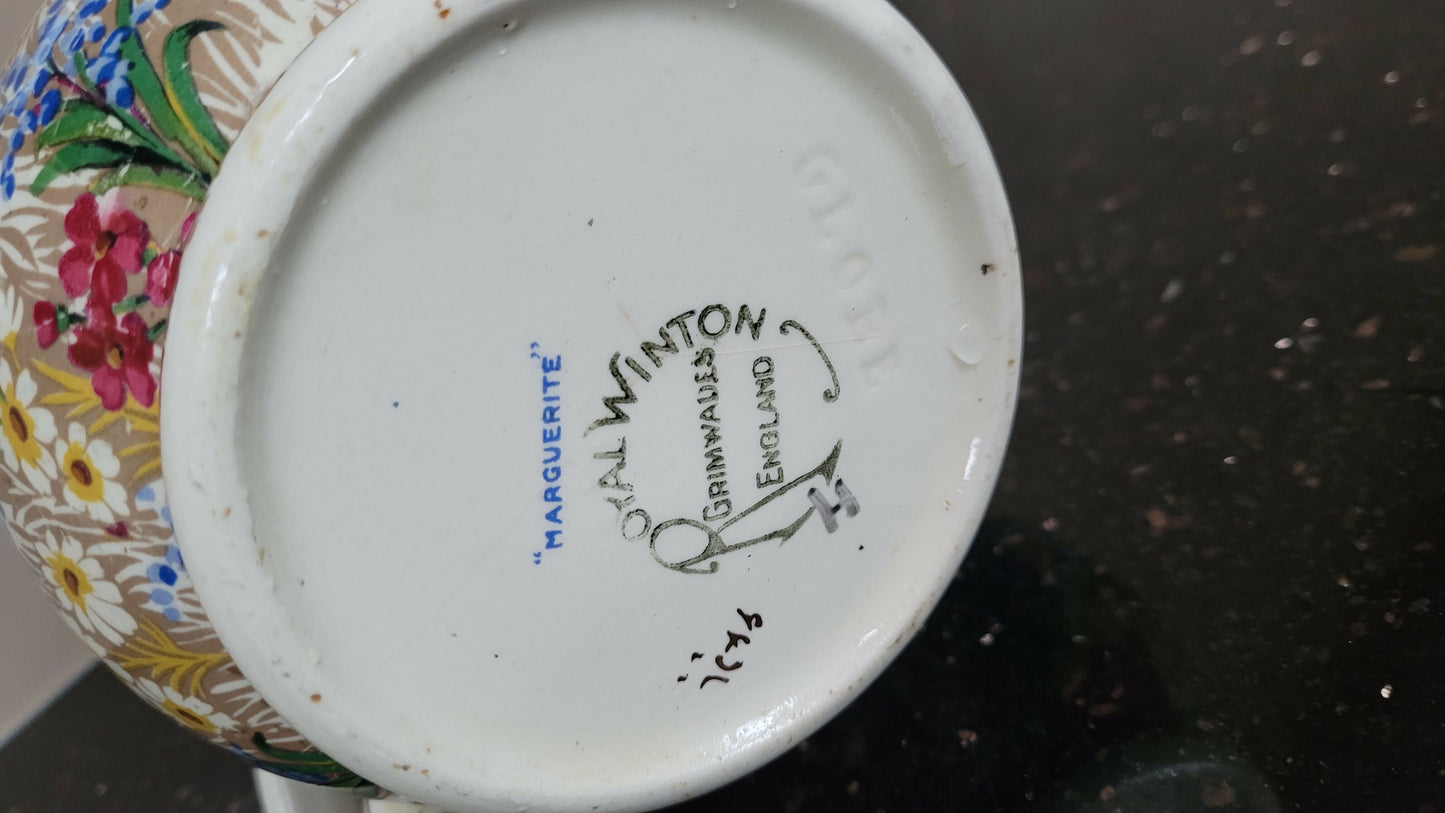 GLOBE
"MARGUERITE"
ROYAL WINTON
GRIMWADES
ENGLAND
H